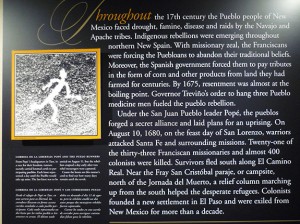 Throughout the 17th century the Pueblo people of New
Mexico faced drought, famine, disease and raids by the Navajo and
Apache tribes. Indigenous rebellions were emerging throughout
northern New Spain. With missionary zeal, the Franciscans
were forcing the Puebloans to abandon their traditional beliefs.
Moreover, the Spanish government forced them to pay tributes
in the form of corn and other products from land they had
farmed for centuries. By 1675, resentment was almost at the
boiling point. Governor Treviño's order to hang three Pueblo
medicine men fueled the pueblo rebellion.
Under the San Juan Pueblo leader Popé, the pueblos
forged a secret alliance and laid plans for an uprising. On
August 10, 1680, on the feast day of San Lorenzo, warriors
attacked Santa Fe and surrounding missions. Twenty-one of
the thirty-three Franciscan missionaries and almost 400
colonists were killed. Survivors fled south along El Camino
Real. Near the Fray San Cristóbal paraje, or campsite,
north of the Jornada del Muerto, a relief column marching
up from the south helped the desperate refugees. Colonists
founded a new settlement in El Paso and were exiled from
New Mexico for more than a decade.